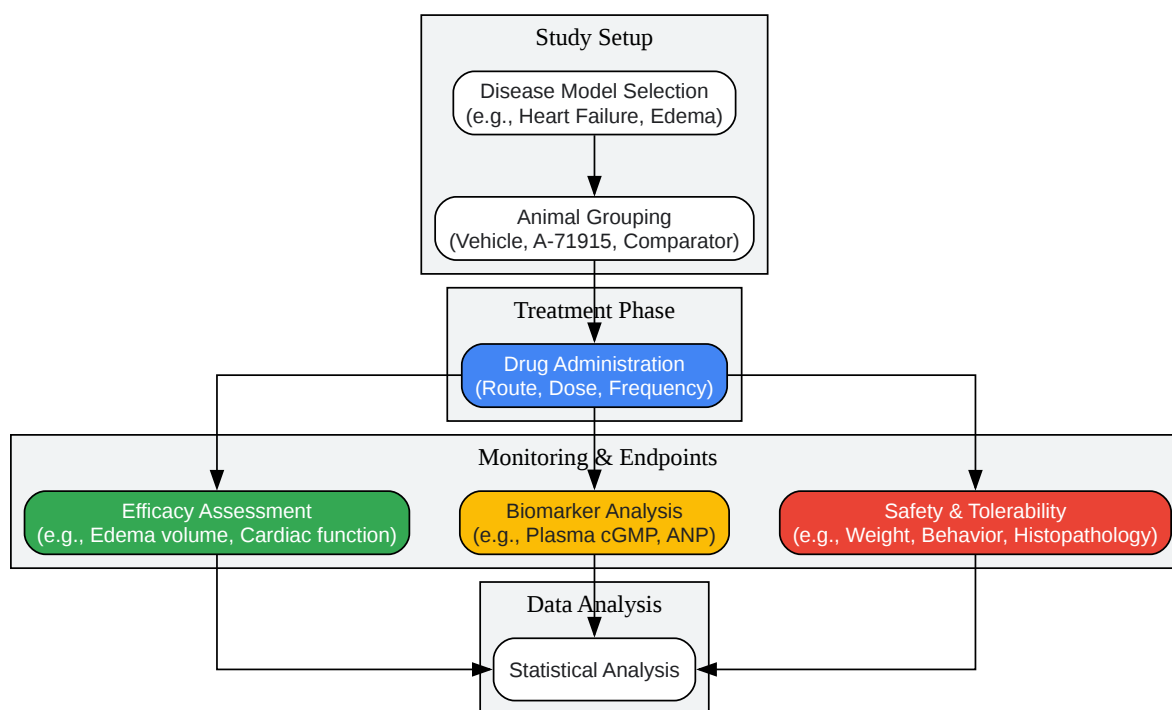 Study Setup
Disease Model Selection
(e.g., Heart Failure, Edema)
Animal Grouping
(Vehicle, A-71915, Comparator)
Treatment Phase
Drug Administration
(Route, Dose, Frequency)
Monitoring & Endpoints
Efficacy Assessment
(e.g., Edema volume, Cardiac function)
Biomarker Analysis
(e.g., Plasma cGMP, ANP)
Safety & Tolerability
(e.g., Weight, Behavior, Histopathology)
Data Analysis
Statistical Analysis